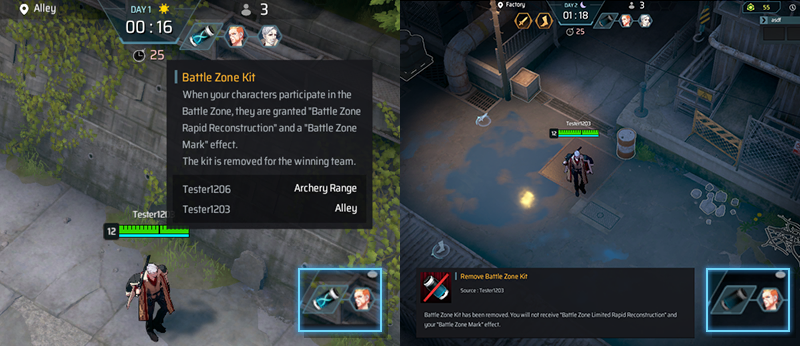 Alley
DAY 1
00 : 16
3
25
Battle Zone Kit
When your characters participate in the
Battle Zone, they are granted "Battle Zone
Rapid Reconstruction" and a "Battle Zone
Mark" effect.
The kit is removed for the winning team.
Tester1206 Archery Range
Tester1203 Alley
Tester12
12
Factory
DAY 2
01 : 18
3
25
55
asdf
Tester1203
12
Remove Battle Zone Kit
Source : Tester1203
Battle Zone Kit has been removed. You will not receive "Battle Zone Limited Rapid Reconstruction" and
your "Battle Zone Mark" effect.